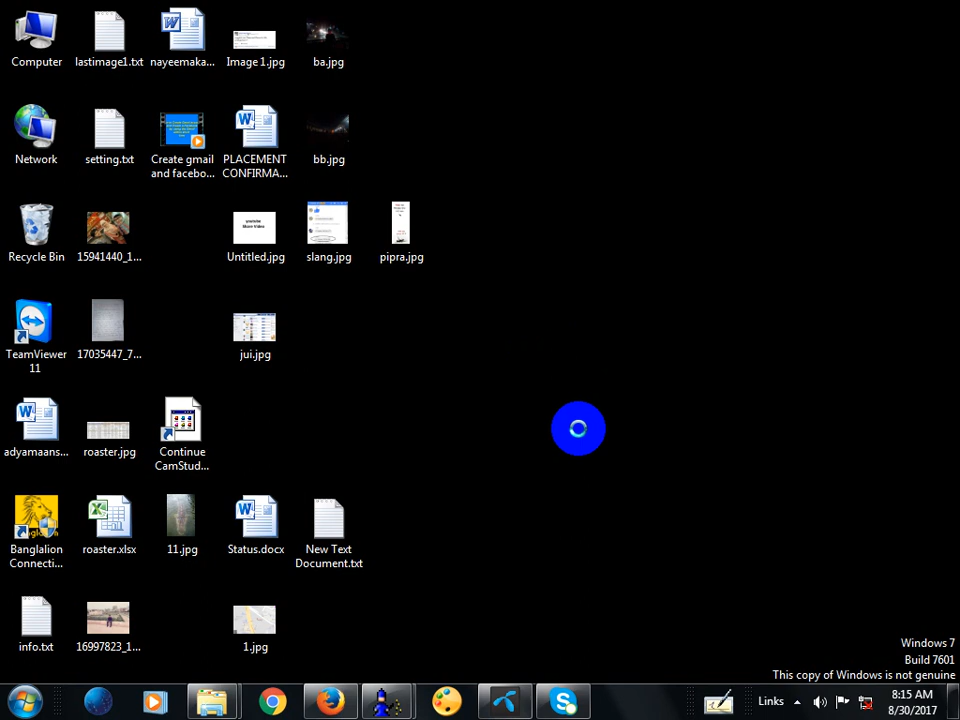 Computer
lastimage1.txt
nayeemaka...
Image 1.jpg
ba.jpg
Network
setting.txt
Create gmail
and facebo...
PLACEMENT
CONFIRMA...
bb.jpg
Recycle Bin
15941440_1...
Untitled.jpg
slang.jpg
pipra.jpg
TeamViewer
11
17035447_7...
jui.jpg
adyamaans...
roaster.jpg
Continue
CamStud...
Banglalion
Connecti...
roaster.xlsx
11.jpg
Status.docx
New Text
Document.txt
info.txt
16997823_1...
1.jpg
Windows 7
Build 7601
This copy of Windows is not genuine
Links
8:15 AM
8/30/2017